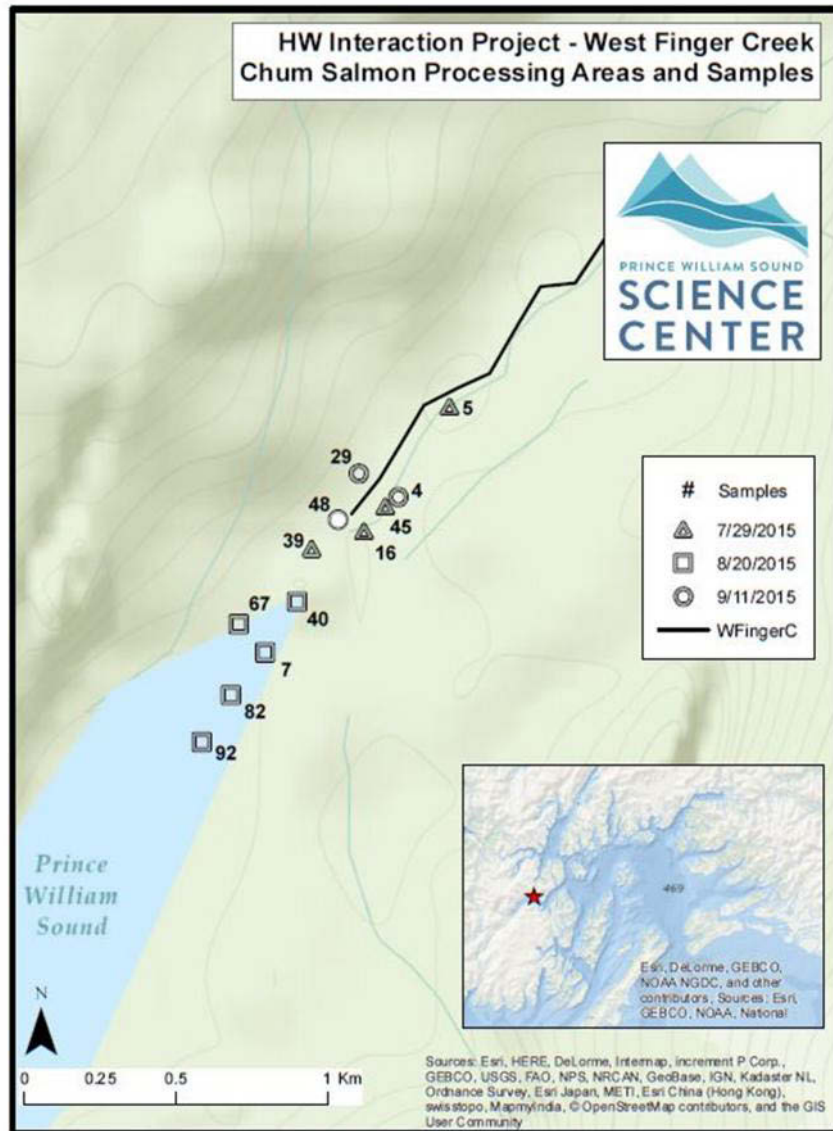 HW Interaction Project - West Finger Creek
Chum Salmon Processing Areas and Samples
PRINCE WILLIAM SOUND
SCIENCE
CENTER
5
29
4
48
45
39
16
# Samples
7/29/2015
8/20/2015
9/11/2015
WFingerC
67
40
7
82
92
Prince
William
Sound
469
Esri, DeLorme, GEBCO,
NOAA NGDC, and other
contributors, Sources: Esri,
GEBCO, NOAA, National
N
0 0.25 0.5 1 Km
Sources: Esri, HERE, DeLorme, Intermap, increment P Corp.,
GEBCO, USGS, FAO, NPS, NRCAN, GeoBase, IGN, Kadaster NL,
Ordnance Survey, Esri Japan, METI, Esri China (Hong Kong),
swisstopo, MapmyIndia, © OpenStreetMap contributors, and the GIS
User Community